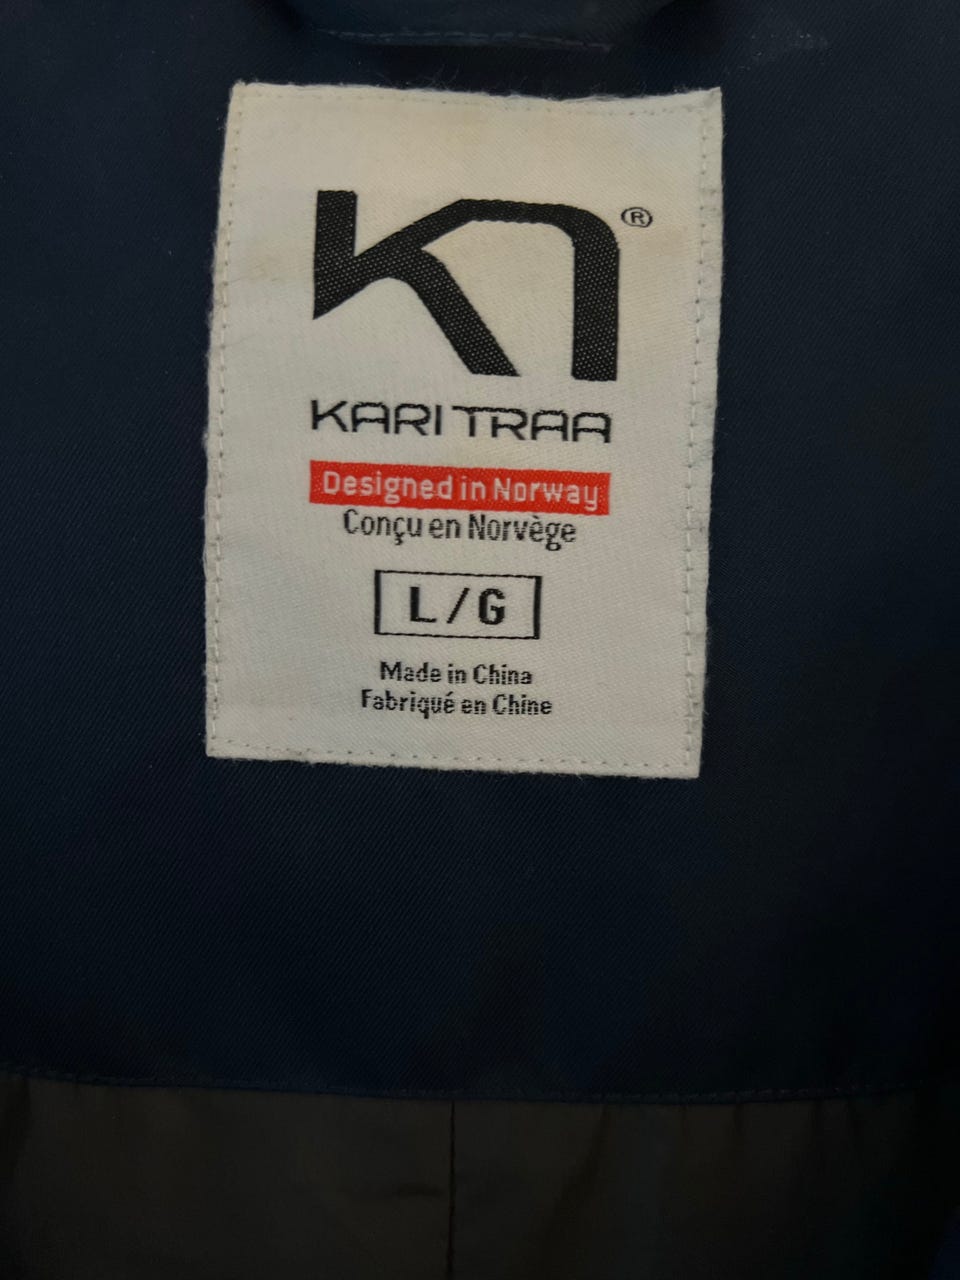 ®
KARI TRAA
Designed in Norway
Conçu en Norvège
L/G
Made in China
Fabriqué en Chine